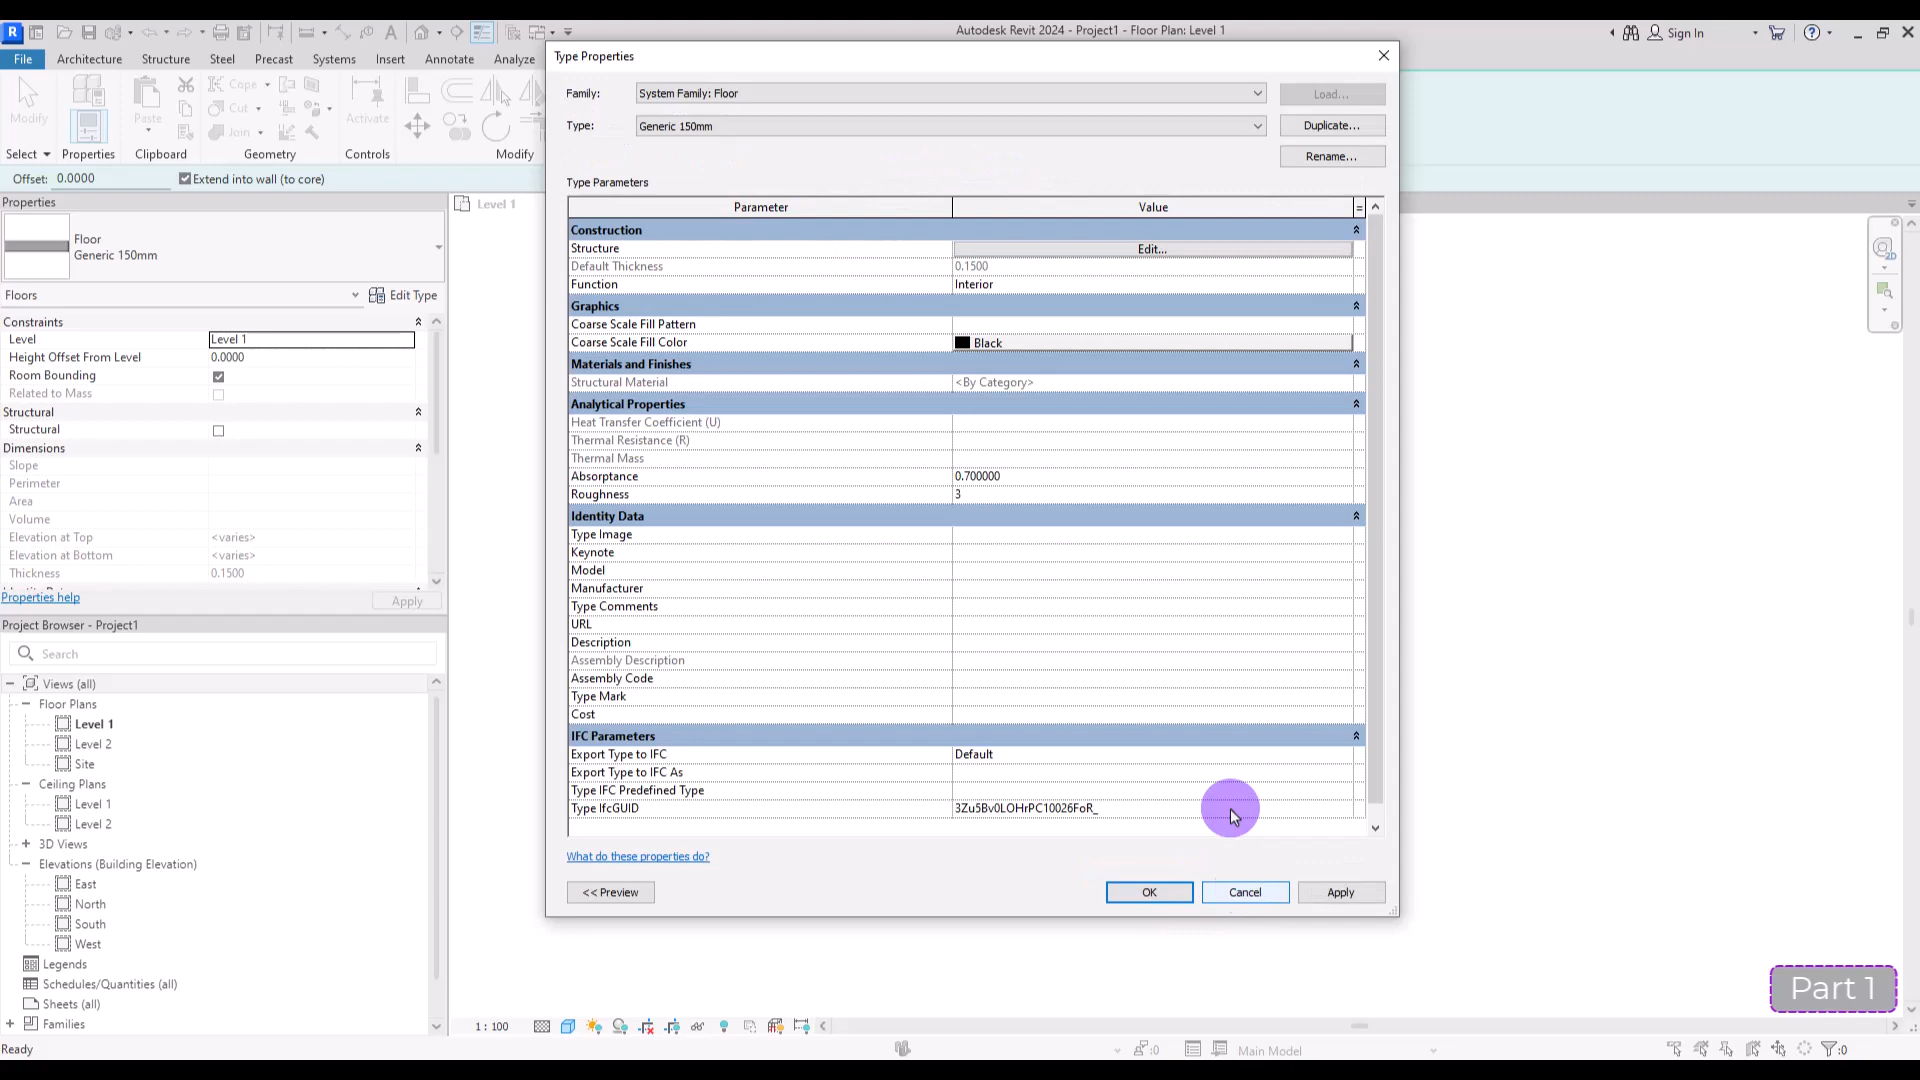 Autodesk Revit 2024 - Project1 - Floor Plan: Level 1
Sign In
File Architecture Structure Steel Precast Systems Insert Annotate Analyze
Modify
Paste
Cope
Cut
Join
Activate
Select Properties Clipboard Geometry Controls Modify
Offset: 0.0000 Extend into wall (to core)
Properties
Floor
Generic 150mm
Floors Edit Type
Constraints
Level Level 1
Height Offset From Level 0.0000
Room Bounding
Related to Mass
Structural
Structural
Dimensions
Slope
Perimeter
Area
Volume
Elevation at Top <varies>
Elevation at Bottom <varies>
Thickness 0.1500
Properties help Apply
Project Browser - Project1
Search
Views (all)
Floor Plans
Level 1
Level 2
Site
Ceiling Plans
Level 1
Level 2
3D Views
Elevations (Building Elevation)
East
North
South
West
Legends
Schedules/Quantities (all)
Sheets (all)
Families
Ready
Level 1
Type Properties
Family: System Family: Floor Load...
Type: Generic 150mm Duplicate...
Rename...
Type Parameters
Parameter Value =
Construction
Structure Edit...
Default Thickness 0.1500
Function Interior
Graphics
Coarse Scale Fill Pattern
Coarse Scale Fill Color Black
Materials and Finishes
Structural Material <By Category>
Analytical Properties
Heat Transfer Coefficient (U)
Thermal Resistance (R)
Thermal Mass
Absorptance 0.700000
Roughness 3
Identity Data
Type Image
Keynote
Model
Manufacturer
Type Comments
URL
Description
Assembly Description
Assembly Code
Type Mark
Cost
IFC Parameters
Export Type to IFC Default
Export Type to IFC As
Type IFC Predefined Type
Type IfcGUID 3Zu5Bv0LOHrPC10026FoR_
What do these properties do?
<< Preview OK Cancel Apply
2D
Part 1
1 : 100
:0 Main Model :0